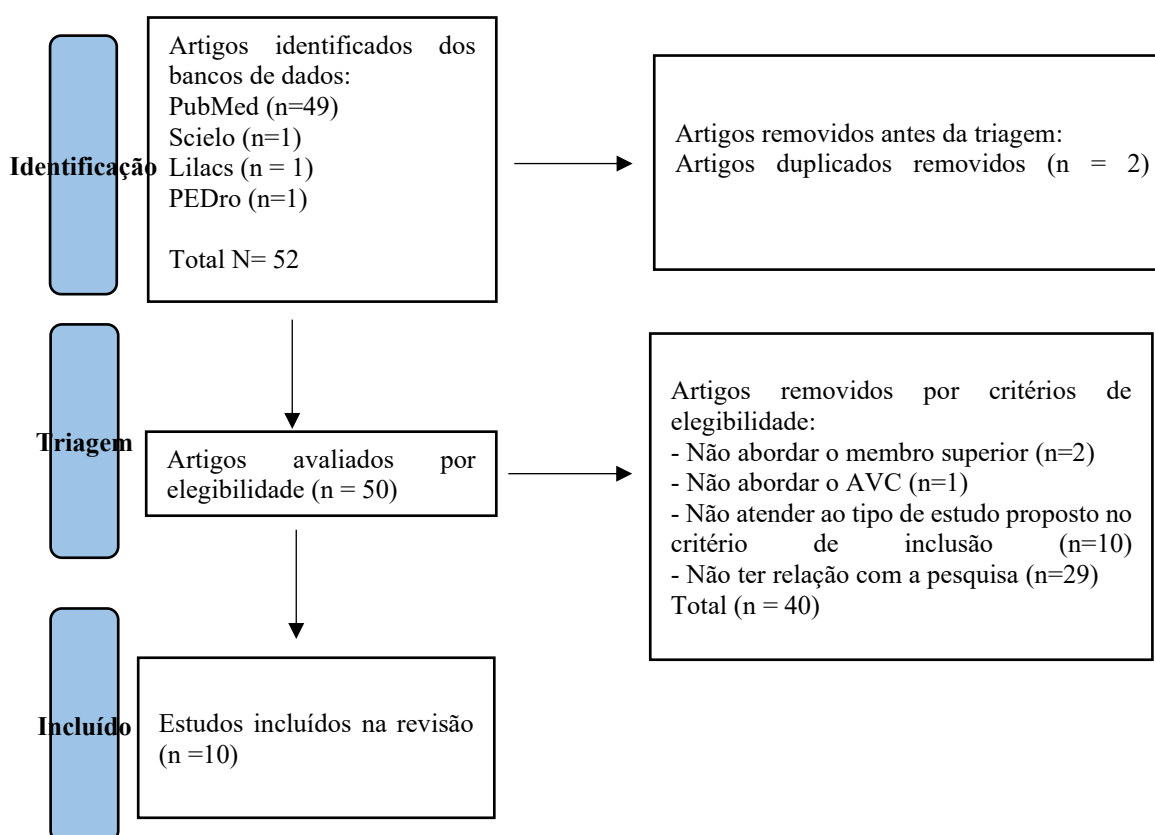 Identificação
Artigos identificados dos
bancos de dados:
PubMed (n=49)
Scielo (n=1)
Lilacs (n = 1)
PEDro (n=1)
Total N= 52
Artigos removidos antes da triagem:
Artigos duplicados removidos (n = 2)
Triagem
Artigos avaliados por
elegibilidade (n = 50)
Artigos removidos por critérios de
elegibilidade:
- Não abordar o membro superior (n=2)
- Não abordar o AVC (n=1)
- Não atender ao tipo de estudo proposto no
critério de inclusão (n=10)
- Não ter relação com a pesquisa (n=29)
Total (n = 40)
Incluído
Estudos incluídos na revisão
(n =10)